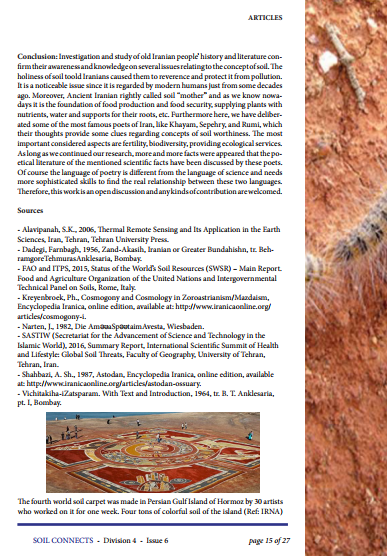 ARTICLES
Conclusion: Investigation and study of old Iranian people' history and literature con-
firm their awareness and knowledge on several issues relating to the concept of soil. The
holiness of soil toold Iranians caused them to reverence and protect it from pollution.
It is a noticeable issue since it is regarded by modern humans just from some decades
ago. Moreover, Ancient Iranian rightly called soil "mother" and as we know nowa-
days it is the foundation of food production and food security, supplying plants with
nutrients, water and supports for their roots, etc. Furthermore here, we have deliber-
ated some of the most famous poets of Iran, like Khayam, Sepehry, and Rumi, which
their thoughts provide some clues regarding concepts of soil worthiness. The most
important considered aspects are fertility, biodiversity, providing ecological services.
As long as we continued our research, more and more facts were appeared that the po-
etical literature of the mentioned scientific facts have been discussed by these poets.
Of course the language of poetry is different from the language of science and needs
more sophisticated skills to find the real relationship between these two languages.
Therefore, this work is an open discussion and any kinds of contribution are welcomed.
Sources
- Alavipanah, S.K., 2006, Thermal Remote Sensing and Its Application in the Earth
Sciences, Iran, Tehran, Tehran University Press.
- Dadegi, Farnbagh, 1956, Zand-Akasih, Iranian or Greater Bundahishn, tr. Beh-
ramgoreTehmurasAnklesaria, Bombay.
- FAO and ITPS, 2015, Status of the World's Soil Resources (SWSR) – Main Report.
Food and Agriculture Organization of the United Nations and Intergovernmental
Technical Panel on Soils, Rome, Italy.
- Kreyenbroek, Ph., Cosmogony and Cosmology in Zoroastrianism/Mazdaism,
Encyclopedia Iranica, online edition, available at: http://www.iranicaonline.org/
articles/cosmogony-i.
- Narten, J., 1982, Die Wiesbaden.
- SASTIW (Secretariat for the Advancement of Science and Technology in the
Islamic World), 2016, Summary Report, International Scientific Summit of Health
and Lifestyle: Global Soil Threats, Faculty of Geography, University of Tehran,
Tehran, Iran.
- Shahbazi, A. Sh., 1987, Astodan, Encyclopedia Iranica, online edition, available
at: http://www.iranicaonline.org/articles/astodan-ossuary.
- Vichitakiha-iZatsparam. With Text and Introduction, 1964, tr. B. T. Anklesaria,
pt. I, Bombay.
The fourth world soil carpet was made in Persian Gulf Island of Hormoz by 30 artists
who worked on it for one week. Four tons of colorful soil of the island (Ref: IRNA)
SOIL CONNECTS - Division 4 - Issue 6 page 15 of 27